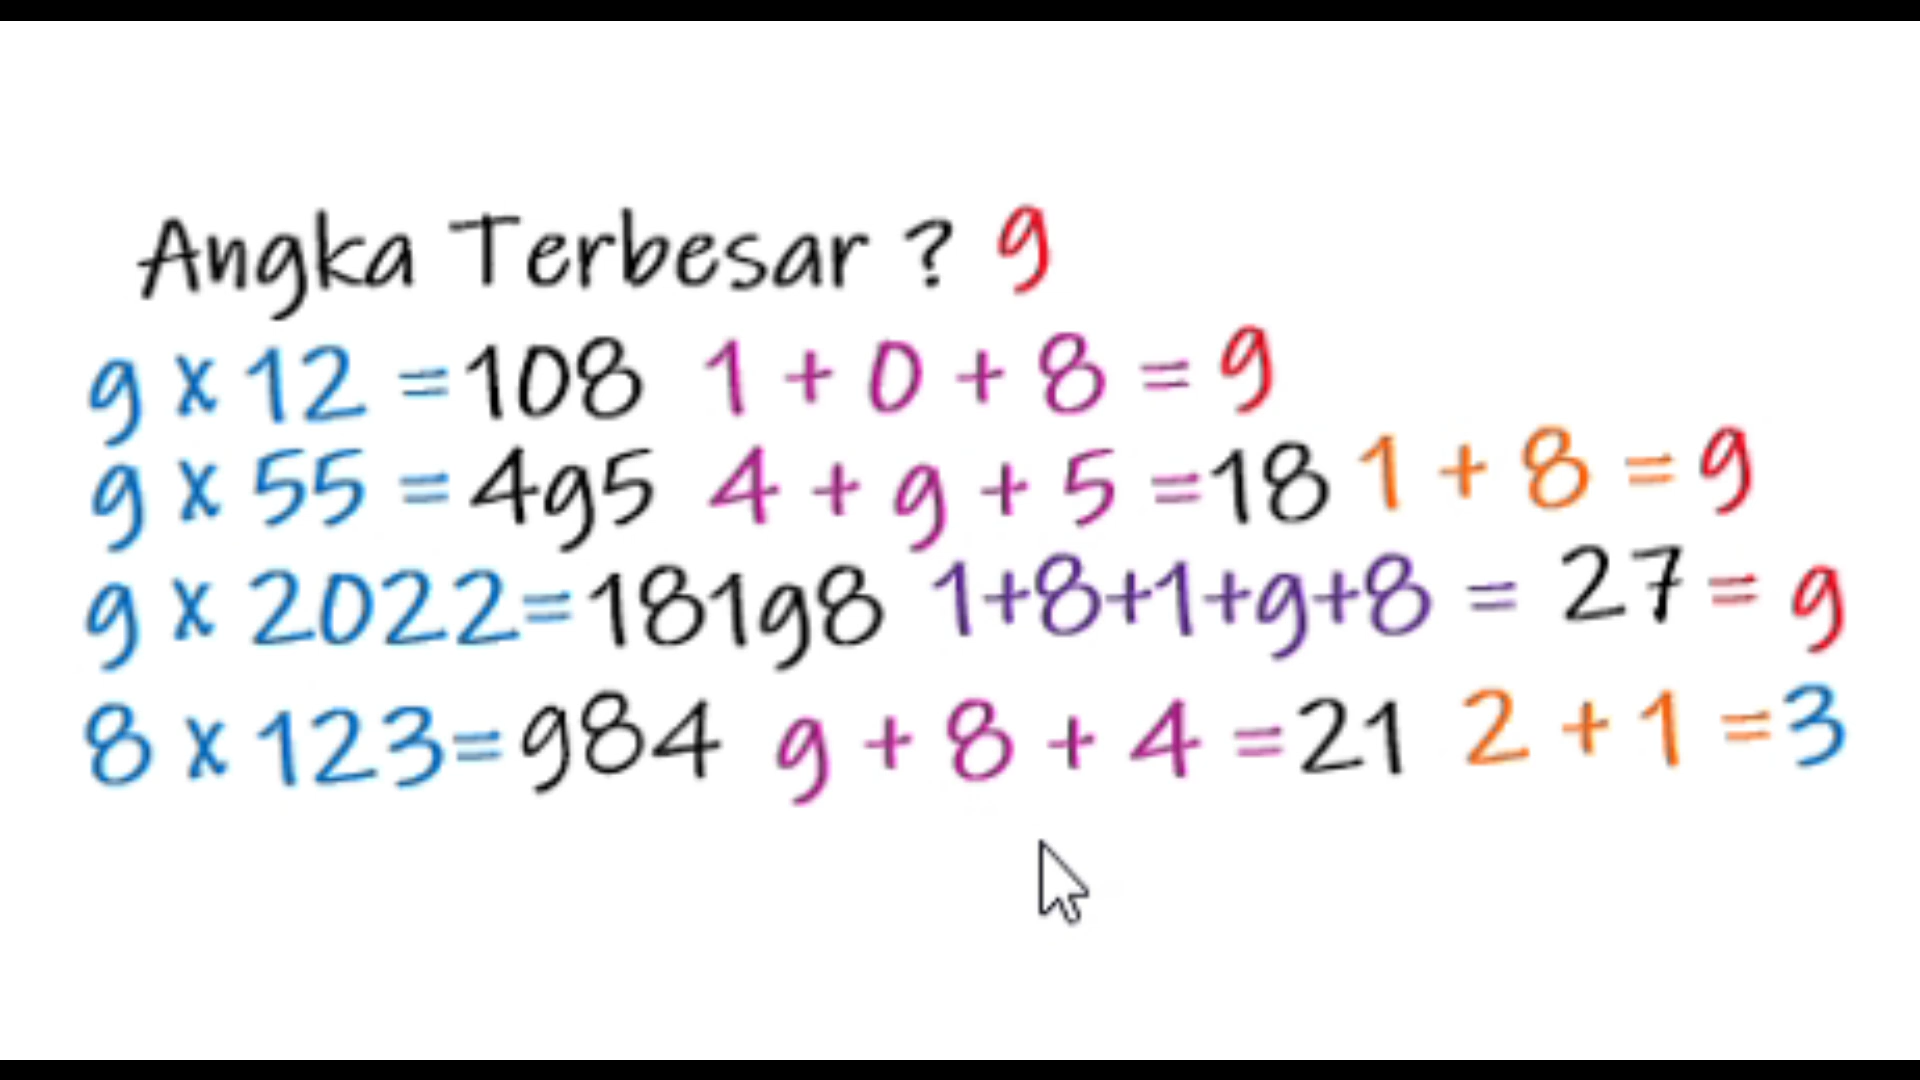 Angka Terbesar ? 9
9 x 12 = 108 1 + 0 + 8 = 9
9 x 55 = 495 4 + 9 + 5 = 18 1 + 8 = 9
9 x 2022 = 18198 1+8+1+9+8 = 27 = 9
8 x 123 = 984 9 + 8 + 4 = 21 2 + 1 = 3